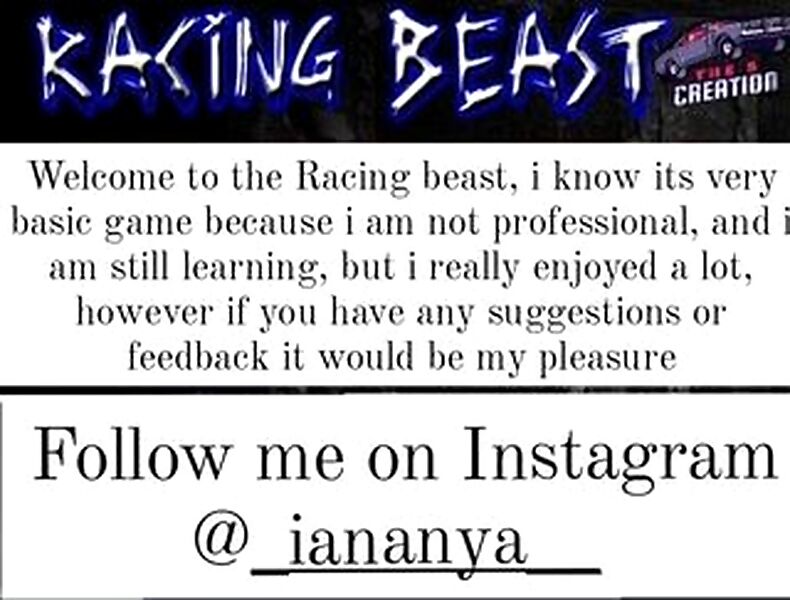 RACING BEAST
THE S
CREATION
Welcome to the Racing beast, i know its very
basic game because i am not professional, and i
am still learning, but i really enjoyed a lot,
however if you have any suggestions or
feedback it would be my pleasure
Follow me on Instagram
@_iananya__